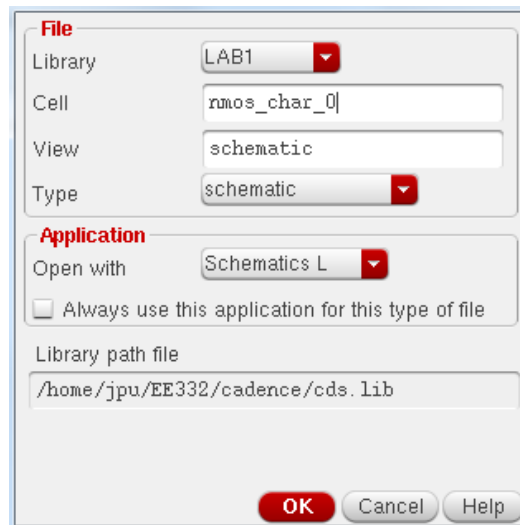 File
Library LAB1
Cell nmos_char_0
View schematic
Type schematic
Application
Open with Schematics L
Always use this application for this type of file
Library path file
/home/jpu/EE332/cadence/cds.lib
OK Cancel Help